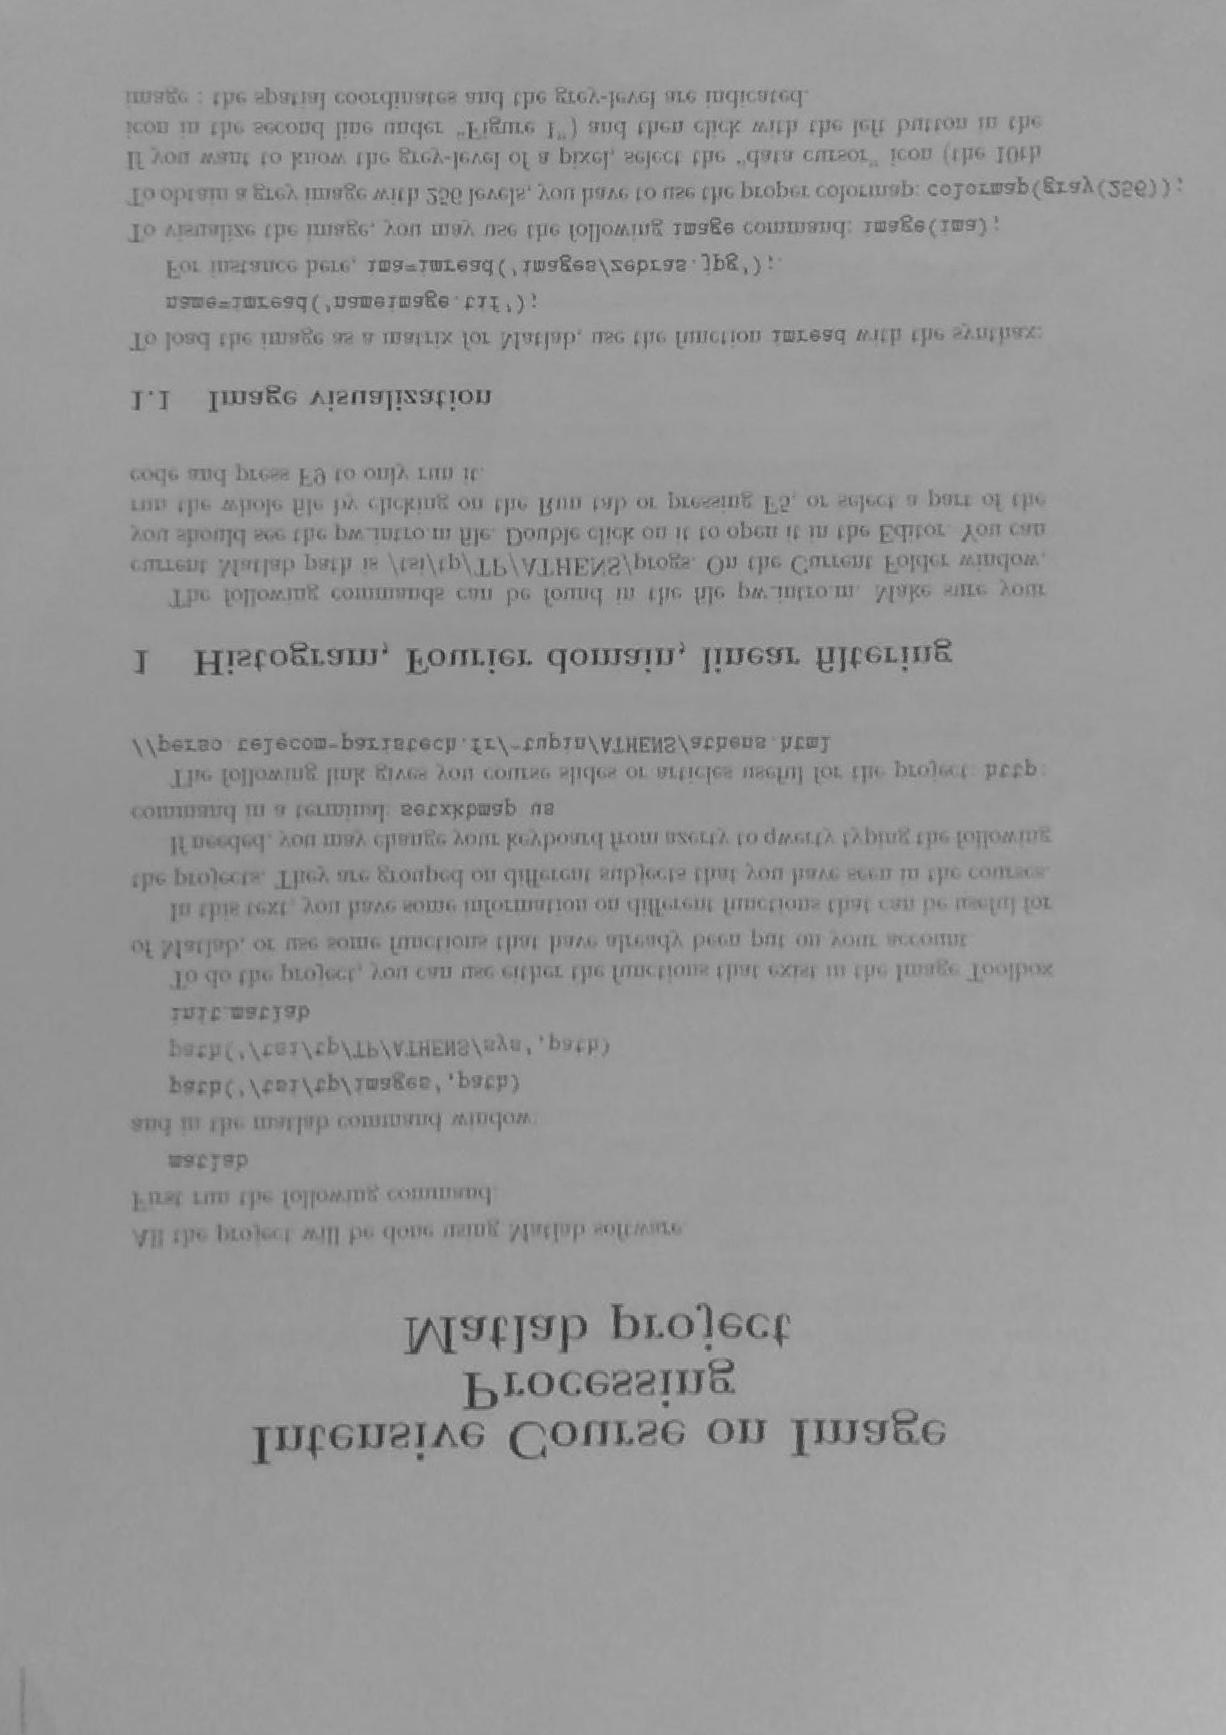 Intensive Course on Image
Processing
Matlab project
All the project will be done using Matlab software.
First run the following command:
matlab
and in the matlab command window:
path('/tsi/tp/images',path)
path('/tsi/tp/TP/ATHENS/sys',path)
init_matlab
To do the project, you can use either the functions that exist in the Image Toolbox
of Matlab, or use some functions that have already been put on your account.
In this text, you have some information on different functions that can be useful for
the projects. They are grouped on different subjects that you have seen in the courses.
If needed, you may change your keyboard from azerty to qwerty typing the following
command in a terminal: setxkbmap us
The following link gives you course slides or articles useful for the project: http:
//perso.telecom-paristech.fr/~tupin/ATHENS/athens.html
1 Histogram, Fourier domain, linear filtering
The following commands can be found in the file pw_intro.m. Make sure your
current Matlab path is /tsi/tp/TP/ATHENS/progs. On the Current Folder window,
you should see the pw_intro.m file. Double click on it to open it in the Editor. You can
run the whole file by clicking on the Run tab or pressing F5, or select a part of the
code and press F9 to only run it.
1.1 Image visualization
To load the image as a matrix for Matlab, use the function imread with the synthax:
name=imread('nameimage.tif');
For instance here, ima=imread('images/zebras.jpg');.
To visualize the image, you may use the following image command: image(ima);
To obtain a grey image with 256 levels, you have to use the proper colormap: colormap(gray(256));
If you want to know the grey-level of a pixel, select the "data cursor" icon (the 10th
icon in the second line under "Figure 1") and then click with the left button in the
image : the spatial coordinates and the grey-level are indicated.